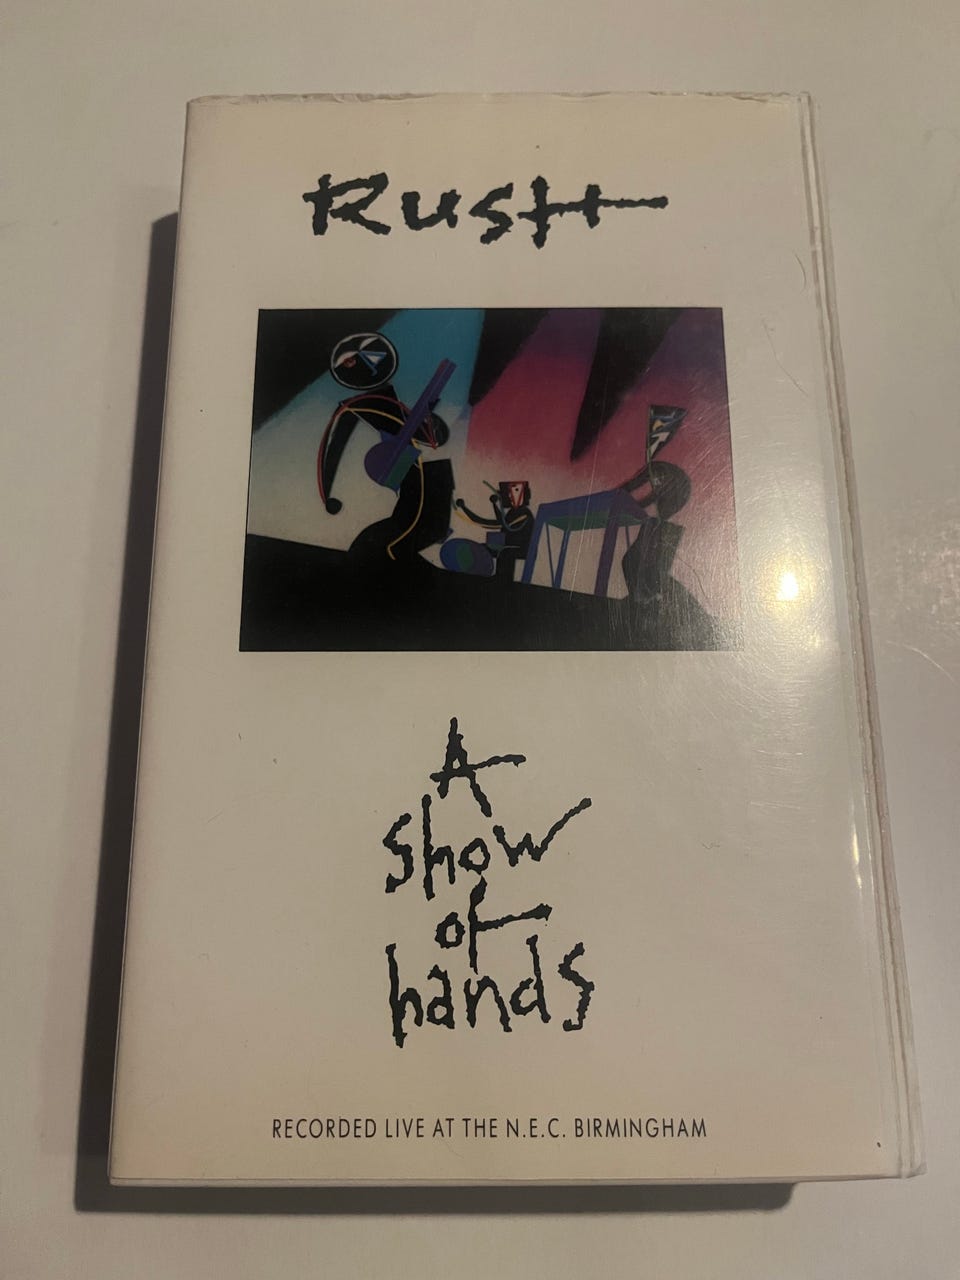 Rush
A
show
of
hands
RECORDED LIVE AT THE N.E.C. BIRMINGHAM